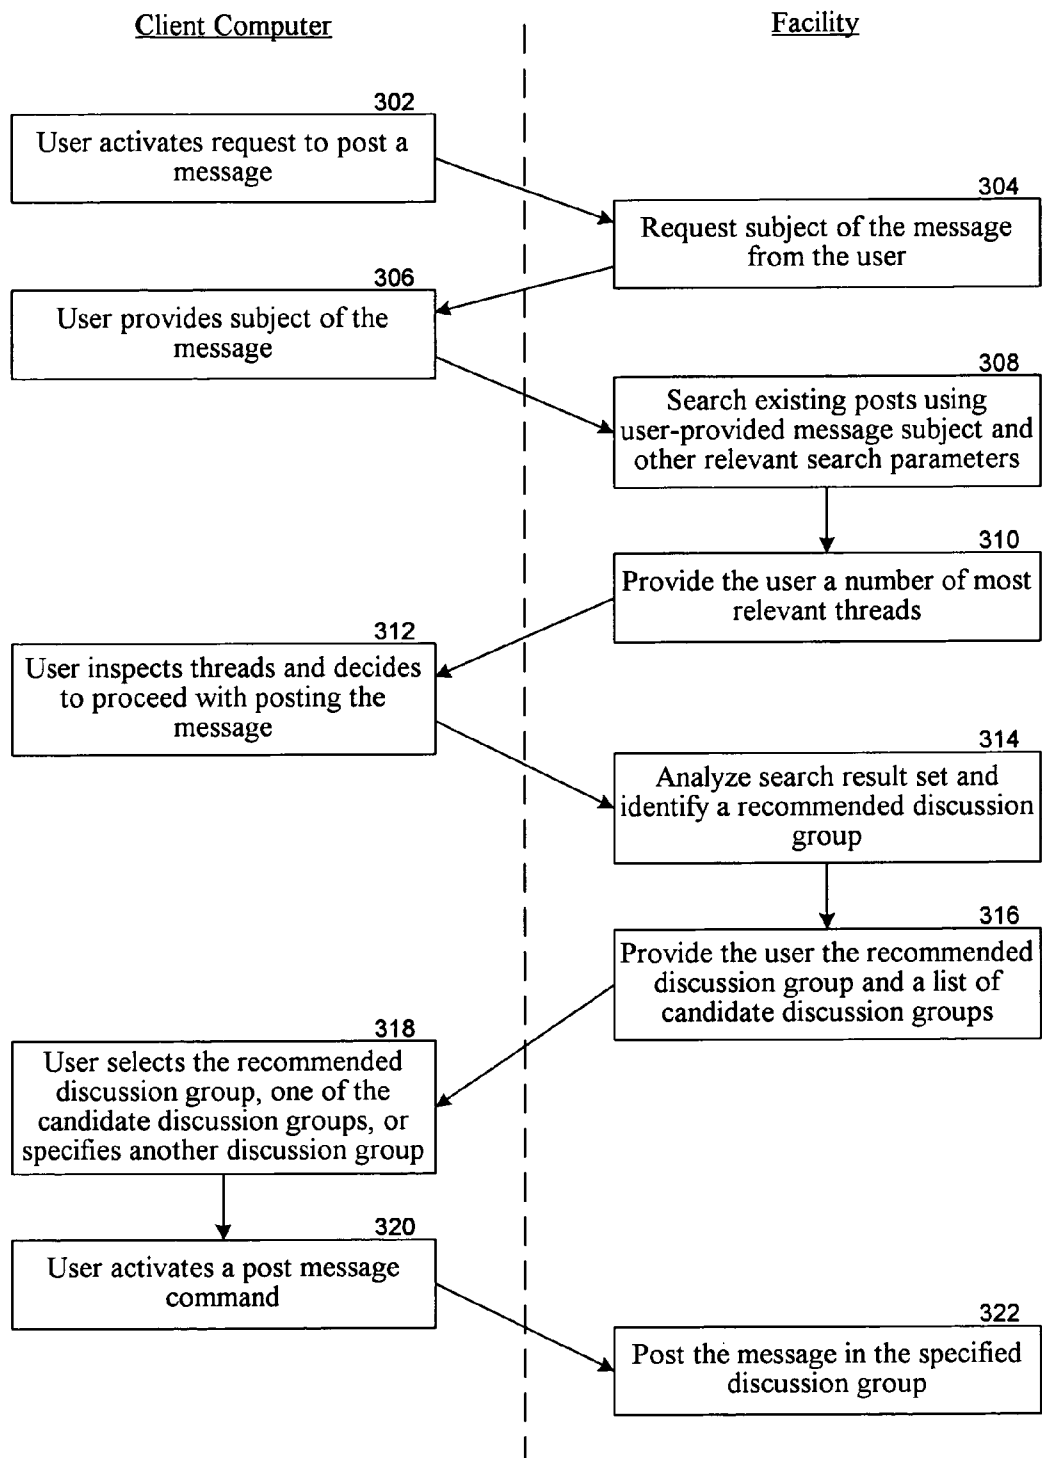 Client Computer
Facility
302
User activates request to post a
message
304
Request subject of the message
from the user
306
User provides subject of the
message
308
Search existing posts using
user-provided message subject and
other relevant search parameters
310
Provide the user a number of most
relevant threads
312
User inspects threads and decides
to proceed with posting the
message
314
Analyze search result set and
identify a recommended discussion
group
316
Provide the user the recommended
discussion group and a list of
candidate discussion groups
318
User selects the recommended
discussion group, one of the
candidate discussion groups, or
specifies another discussion group
320
User activates a post message
command
322
Post the message in the specified
discussion group